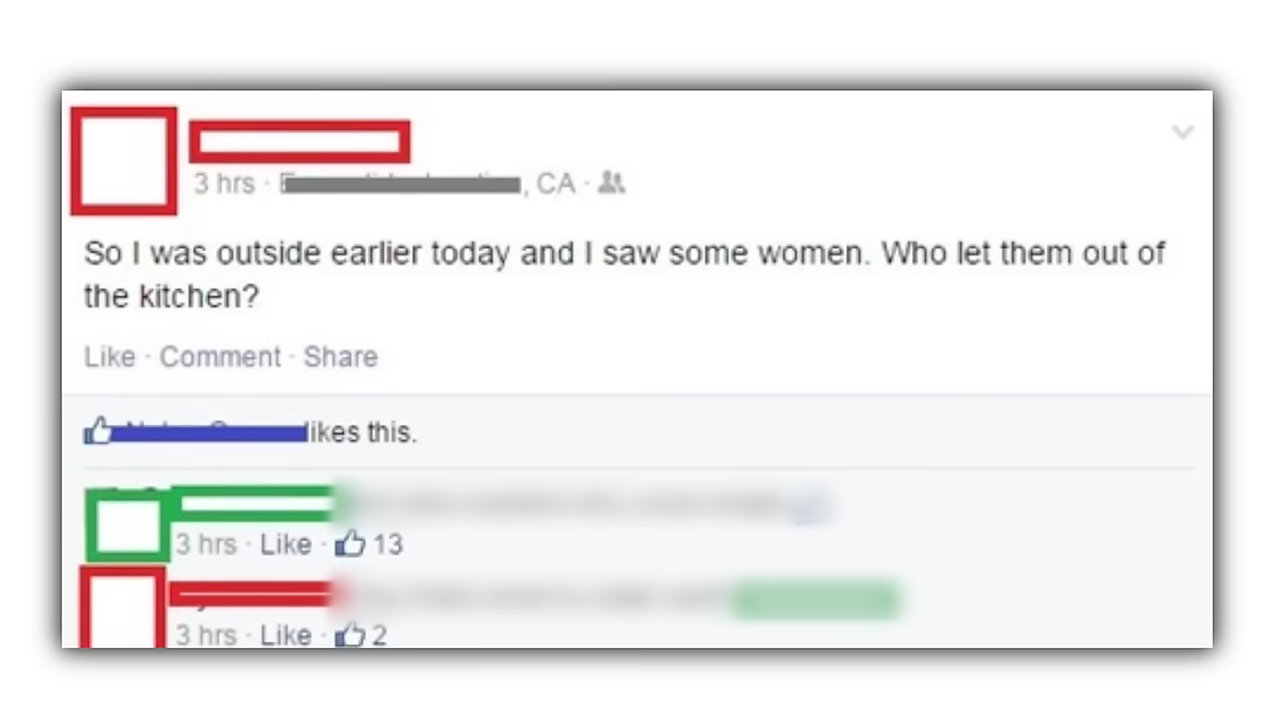 3 hrs · , CA ·
So I was outside earlier today and I saw some women. Who let them out of
the kitchen?
Like · Comment · Share
likes this.
3 hrs · Like · 13
3 hrs · Like · 2